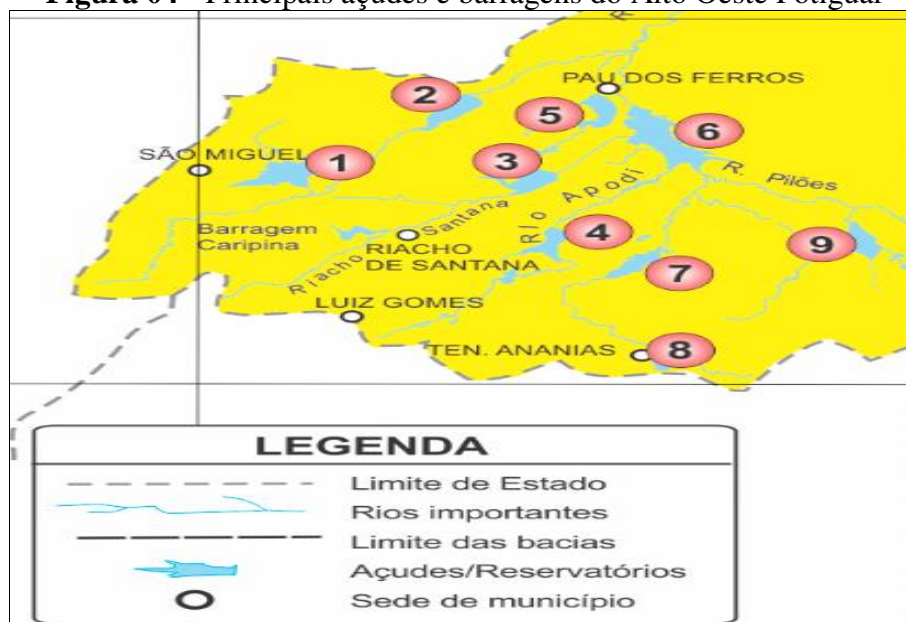 Figura 04 - Principais açudes e barragens do Alto Oeste Potiguar
PAU DOS FERROS
2
5
6
SÃO MIGUEL
1
3
R. Pilões
Rio Apodi
Riacho Santana
Barragem
Caripina
4
9
RIACHO
DE SANTANA
7
LUIZ GOMES
TEN. ANANIAS
8
LEGENDA
Limite de Estado
Rios importantes
Limite das bacias
Açudes/Reservatórios
Sede de município